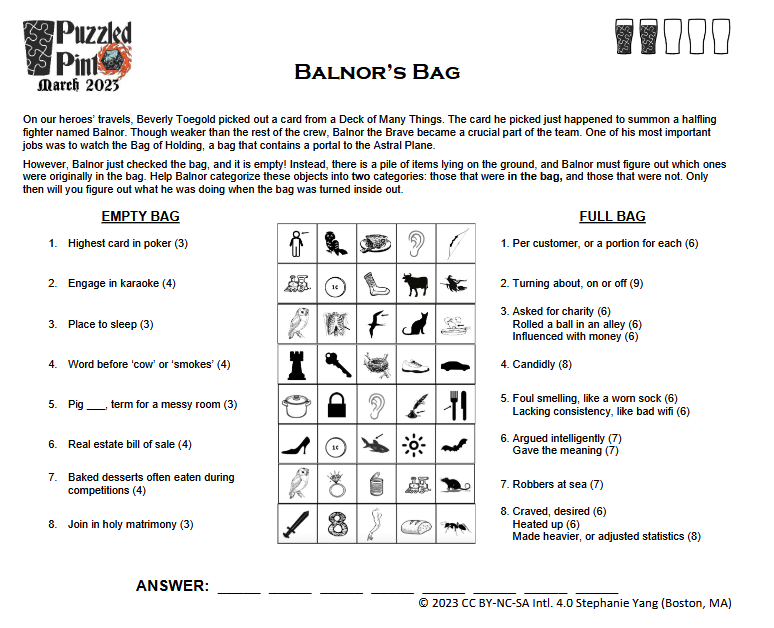 Puzzled
Pint
March 2023
BALNOR'S BAG
On our heroes' travels, Beverly Toegold picked out a card from a Deck of Many Things. The card he picked just happened to summon a halfling
fighter named Balnor. Though weaker than the rest of the crew, Balnor the Brave became a crucial part of the team. One of his most important
jobs was to watch the Bag of Holding, a bag that contains a portal to the Astral Plane.
However, Balnor just checked the bag, and it is empty! Instead, there is a pile of items lying on the ground, and Balnor must figure out which ones
were originally in the bag. Help Balnor categorize these objects into two categories: those that were in the bag, and those that were not. Only
then will you figure out what he was doing when the bag was turned inside out.
EMPTY BAG
1. Highest card in poker (3)
2. Engage in karaoke (4)
3. Place to sleep (3)
4. Word before 'cow' or 'smokes' (4)
5. Pig ___, term for a messy room (3)
6. Real estate bill of sale (4)
7. Baked desserts often eaten during
competitions (4)
8. Join in holy matrimony (3)
1¢
1¢
FULL BAG
1. Per customer, or a portion for each (6)
2. Turning about, on or off (9)
3. Asked for charity (6)
Rolled a ball in an alley (6)
Influenced with money (6)
4. Candidly (8)
5. Foul smelling, like a worn sock (6)
Lacking consistency, like bad wifi (6)
6. Argued intelligently (7)
Gave the meaning (7)
7. Robbers at sea (7)
8. Craved, desired (6)
Heated up (6)
Made heavier, or adjusted statistics (8)
ANSWER: _____ _____ _____ _____ _____ _____ _____ _____
© 2023 CC BY-NC-SA Intl. 4.0 Stephanie Yang (Boston, MA)